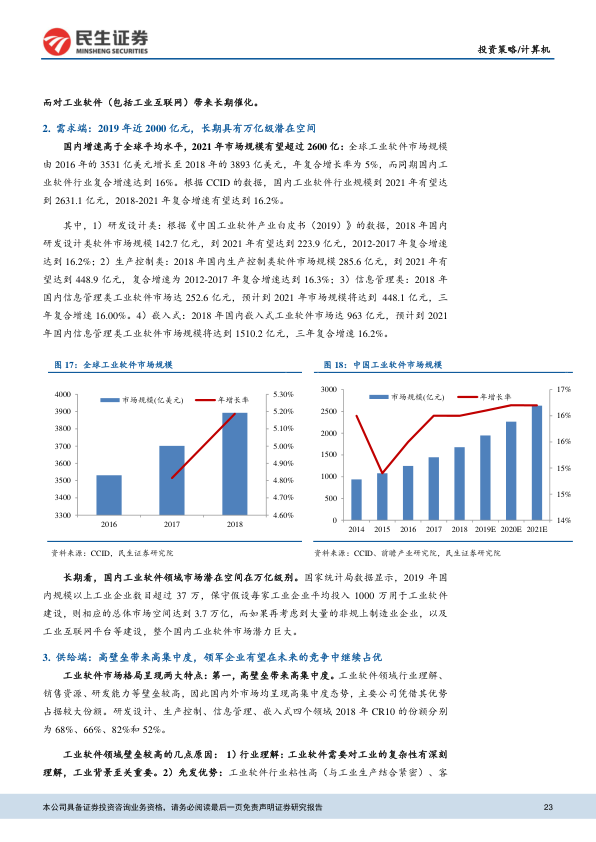 民生证券
MINSHENG SECURITIES
投资策略/计算机
而对工业软件（包括工业互联网）带来长期催化。
2. 需求端：2019 年近 2000 亿元，长期具有万亿级潜在空间
国内增速高于全球平均水平，2021 年市场规模有望超过 2600 亿：全球工业软件市场规模
由 2016 年的 3531 亿美元增长至 2018 年的 3893 亿美元，年复合增长率为 5%，而同期国内工
业软件行业复合增速达到 16%。根据 CCID 的数据，国内工业软件行业规模到 2021 年有望达
到 2631.1 亿元，2018-2021 年复合增速有望达到 16.2%。
其中，1）研发设计类：根据《中国工业软件产业白皮书（2019）》的数据，2018 年国内
研发设计类软件市场规模 142.7 亿元，到 2021 年有望达到 223.9 亿元，2012-2017 年复合增速
达到 16.2%；2）生产控制类：2018 年国内生产控制类软件市场规模 285.6 亿元，到 2021 年有
望达到 448.9 亿元，复合增速为 2012-2017 年复合增速达到 16.3%；3）信息管理类：2018 年
国内信息管理类工业软件市场达 252.6 亿元，预计到 2021 年市场规模将达到 448.1 亿元，三
年复合增速 16.00%。4）嵌入式：2018 年国内嵌入式工业软件市场达 963 亿元，预计到 2021
年国内信息管理类工业软件市场规模将达到 1510.2 亿元，三年复合增速 16.2%。
图 17：全球工业软件市场规模
市场规模(亿美元) 年增长率
4000
3900
3800
3700
3600
3500
3400
3300
5.30%
5.20%
5.10%
5.00%
4.90%
4.80%
4.70%
4.60%
2016 2017 2018
资料来源：CCID，民生证券研究院
图 18：中国工业软件市场规模
市场规模(亿元) 年增长率
3000
2500
2000
1500
1000
500
0
17%
16%
16%
15%
15%
14%
2014 2015 2016 2017 2018 2019E 2020E 2021E
资料来源：CCID、前瞻产业研究院，民生证券研究院
长期看，国内工业软件领域市场潜在空间在万亿级别。国家统计局数据显示，2019 年国
内规模以上工业企业数目超过 37 万，保守假设每家工业企业平均投入 1000 万用于工业软件
建设，则相应的总体市场空间达到 3.7 万亿，而如果再考虑到大量的非规上制造业企业，以及
工业互联网平台等建设，整个国内工业软件市场潜力巨大。
3. 供给端：高壁垒带来高集中度，领军企业有望在未来的竞争中继续占优
工业软件市场格局呈现两大特点：第一，高壁垒带来高集中度。工业软件领域行业理解、
销售资源、研发能力等壁垒较高，因此国内外市场均呈现高集中度态势，主要公司凭借其优势
占据较大份额。研发设计、生产控制、信息管理、嵌入式四个领域 2018 年 CR10 的份额分别
为 68%、66%、82%和 52%。
工业软件领域壁垒较高的几点原因： 1）行业理解：工业软件需要对工业的复杂性有深刻
理解，工业背景至关重要。2）先发优势：工业软件行业粘性高（与工业生产结合紧密）、客
本公司具备证券投资咨询业务资格，请务必阅读最后一页免责声明证券研究报告
23